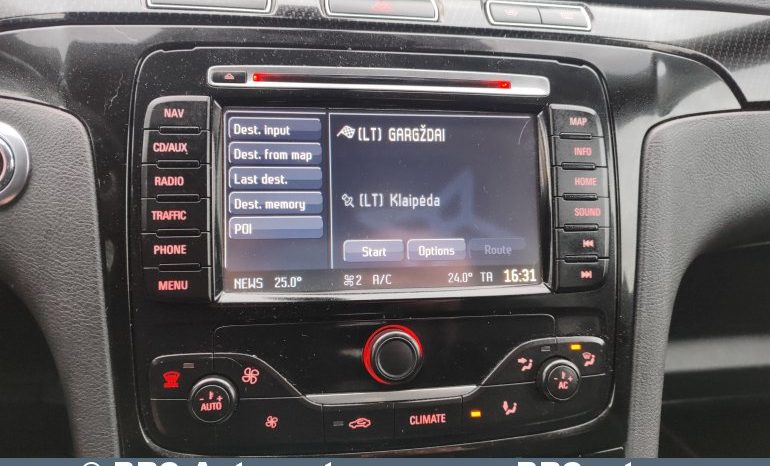 NAV
CD/AUX
RADIO
TRAFFIC
PHONE
MENU
Dest. input
Dest. from map
Last dest.
Dest. memory
POI
(LT) GARGŽDAI
(LT) Klaipėda
Start Options Route
NEWS 25.0° 2 A/C 24.0° TA 16:31
MAP
INFO
HOME
SOUND
- +
AUTO
CLIMATE
- +
AC